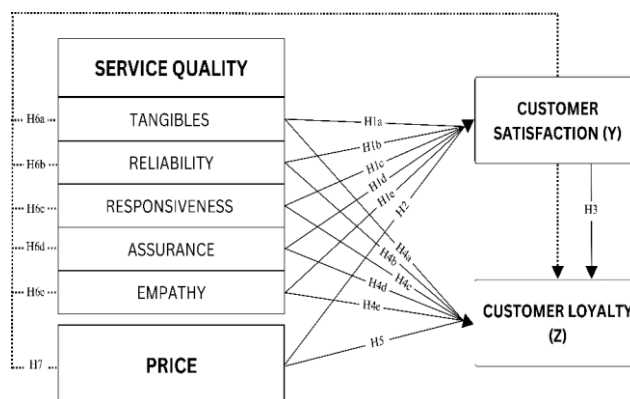 SERVICE QUALITY
TANGIBLES
RELIABILITY
RESPONSIVENESS
ASSURANCE
EMPATHY
PRICE
H6a
H6b
H6c
H6d
H6e
H7
H1a
H1b
H1c
H1d
H1e
H2
H4a
H4b
H4c
H4d
H4e
H5
CUSTOMER
SATISFACTION (Y)
H3
CUSTOMER LOYALTY
(Z)